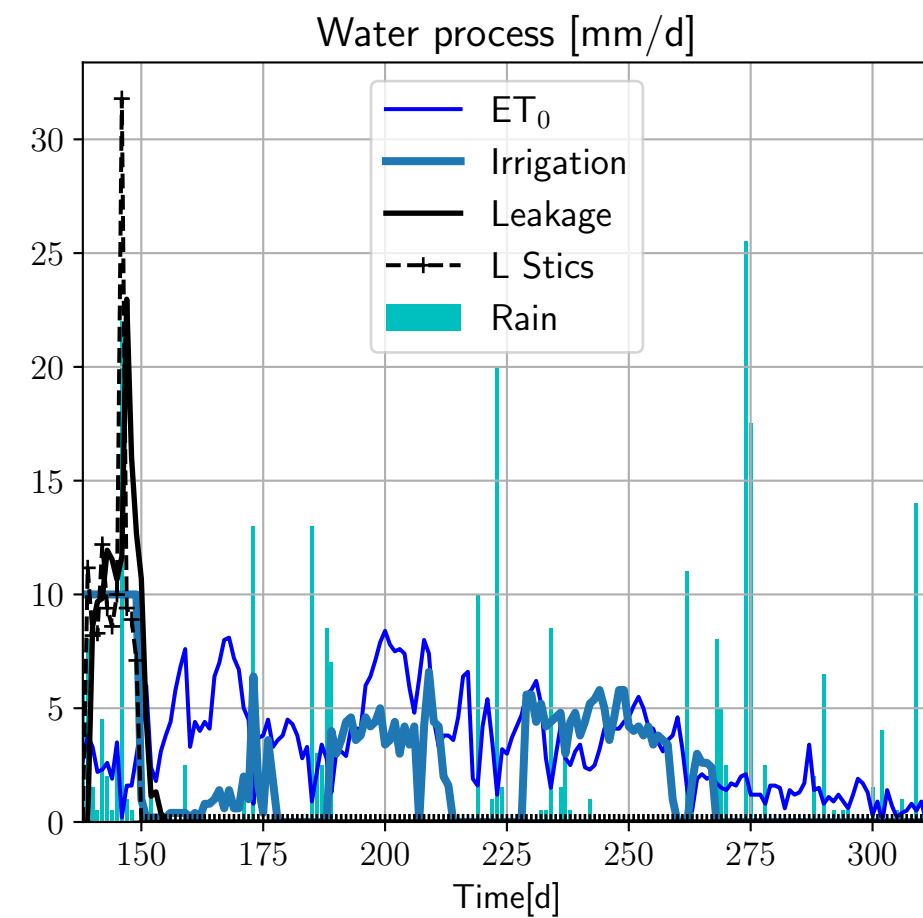 Water process [mm/d]
ET₀
Irrigation
Leakage
L Stics
Rain
30
25
20
15
10
5
0
150 175 200 225 250 275 300
Time[d]